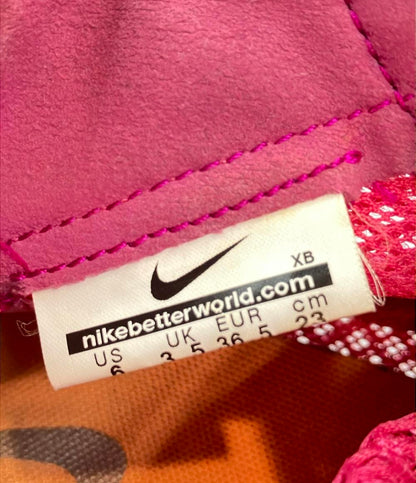 XB
nikebetterworld.com
US UK EUR cm
6 3.5 36.5 23